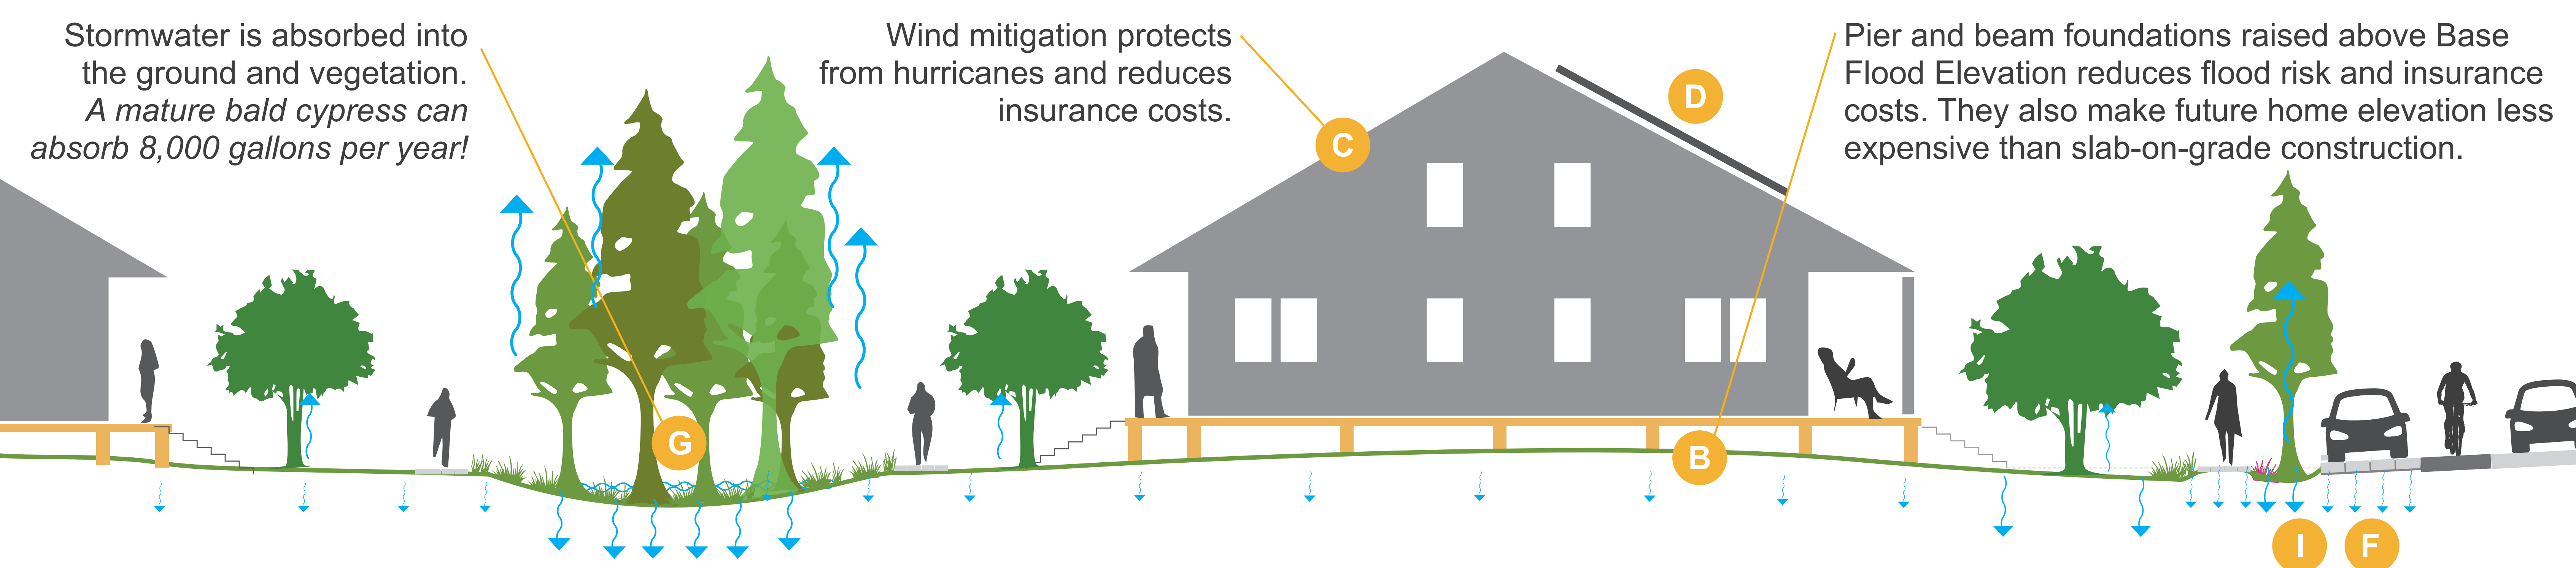 Stormwater is absorbed into
the ground and vegetation.
A mature bald cypress can
absorb 8,000 gallons per year!
Wind mitigation protects
from hurricanes and reduces
insurance costs.
Pier and beam foundations raised above Base
Flood Elevation reduces flood risk and insurance
costs. They also make future home elevation less
expensive than slab-on-grade construction.
D
C
G
B
I
F